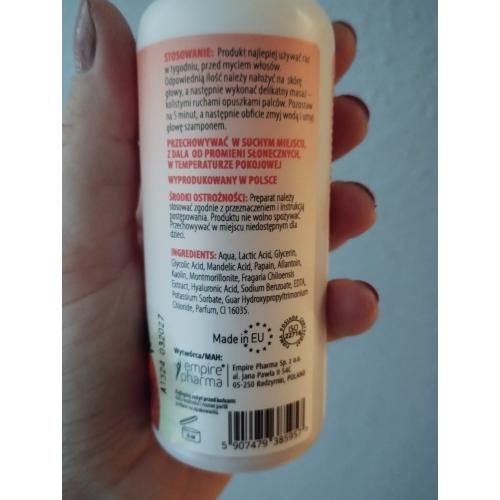 STOSOWANIE: Produkt najlepiej używać raz
w tygodniu, przed myciem włosów.
Odpowiednią ilość należy nałożyć na skórę
głowy, a następnie wykonać delikatny masaż –
kolistymi ruchami opuszkami palców. Pozostaw
na 5 minut, a następnie obficie zmyj wodą i umyj
głowę szamponem.
PRZECHOWYWAĆ W SUCHYM MIEJSCU,
Z DALA OD PROMIENI SŁONECZNYCH,
W TEMPERATURZE POKOJOWEJ
WYPRODUKOWANY W POLSCE
ŚRODKI OSTROŻNOŚCI: Preparat należy
stosować zgodnie z przeznaczeniem i instrukcją
postępowania. Produktu nie wolno spożywać.
Przechowywać w miejscu niedostępnym dla
dzieci.
INGREDIENTS: Aqua, Lactic Acid, Glycerin,
Glycolic Acid, Mandelic Acid, Papain, Allantoin,
Kaolin, Montmorillonite, Fragaria Chiloensis
Extract, Hyaluronic Acid, Sodium Benzoate, EDTA,
Potassium Sorbate, Guar Hydroxypropyltrimonium
Chloride, Parfum, CI 16035.
Made in EU
ISO
22716
Wytwórca/MAH:
empire
pharma
Empire Pharma Sp. z o.o.
al. Jana Pawła II 54C
05-250 Radzymin, POLAND
A1324 032027
5 907479 385957